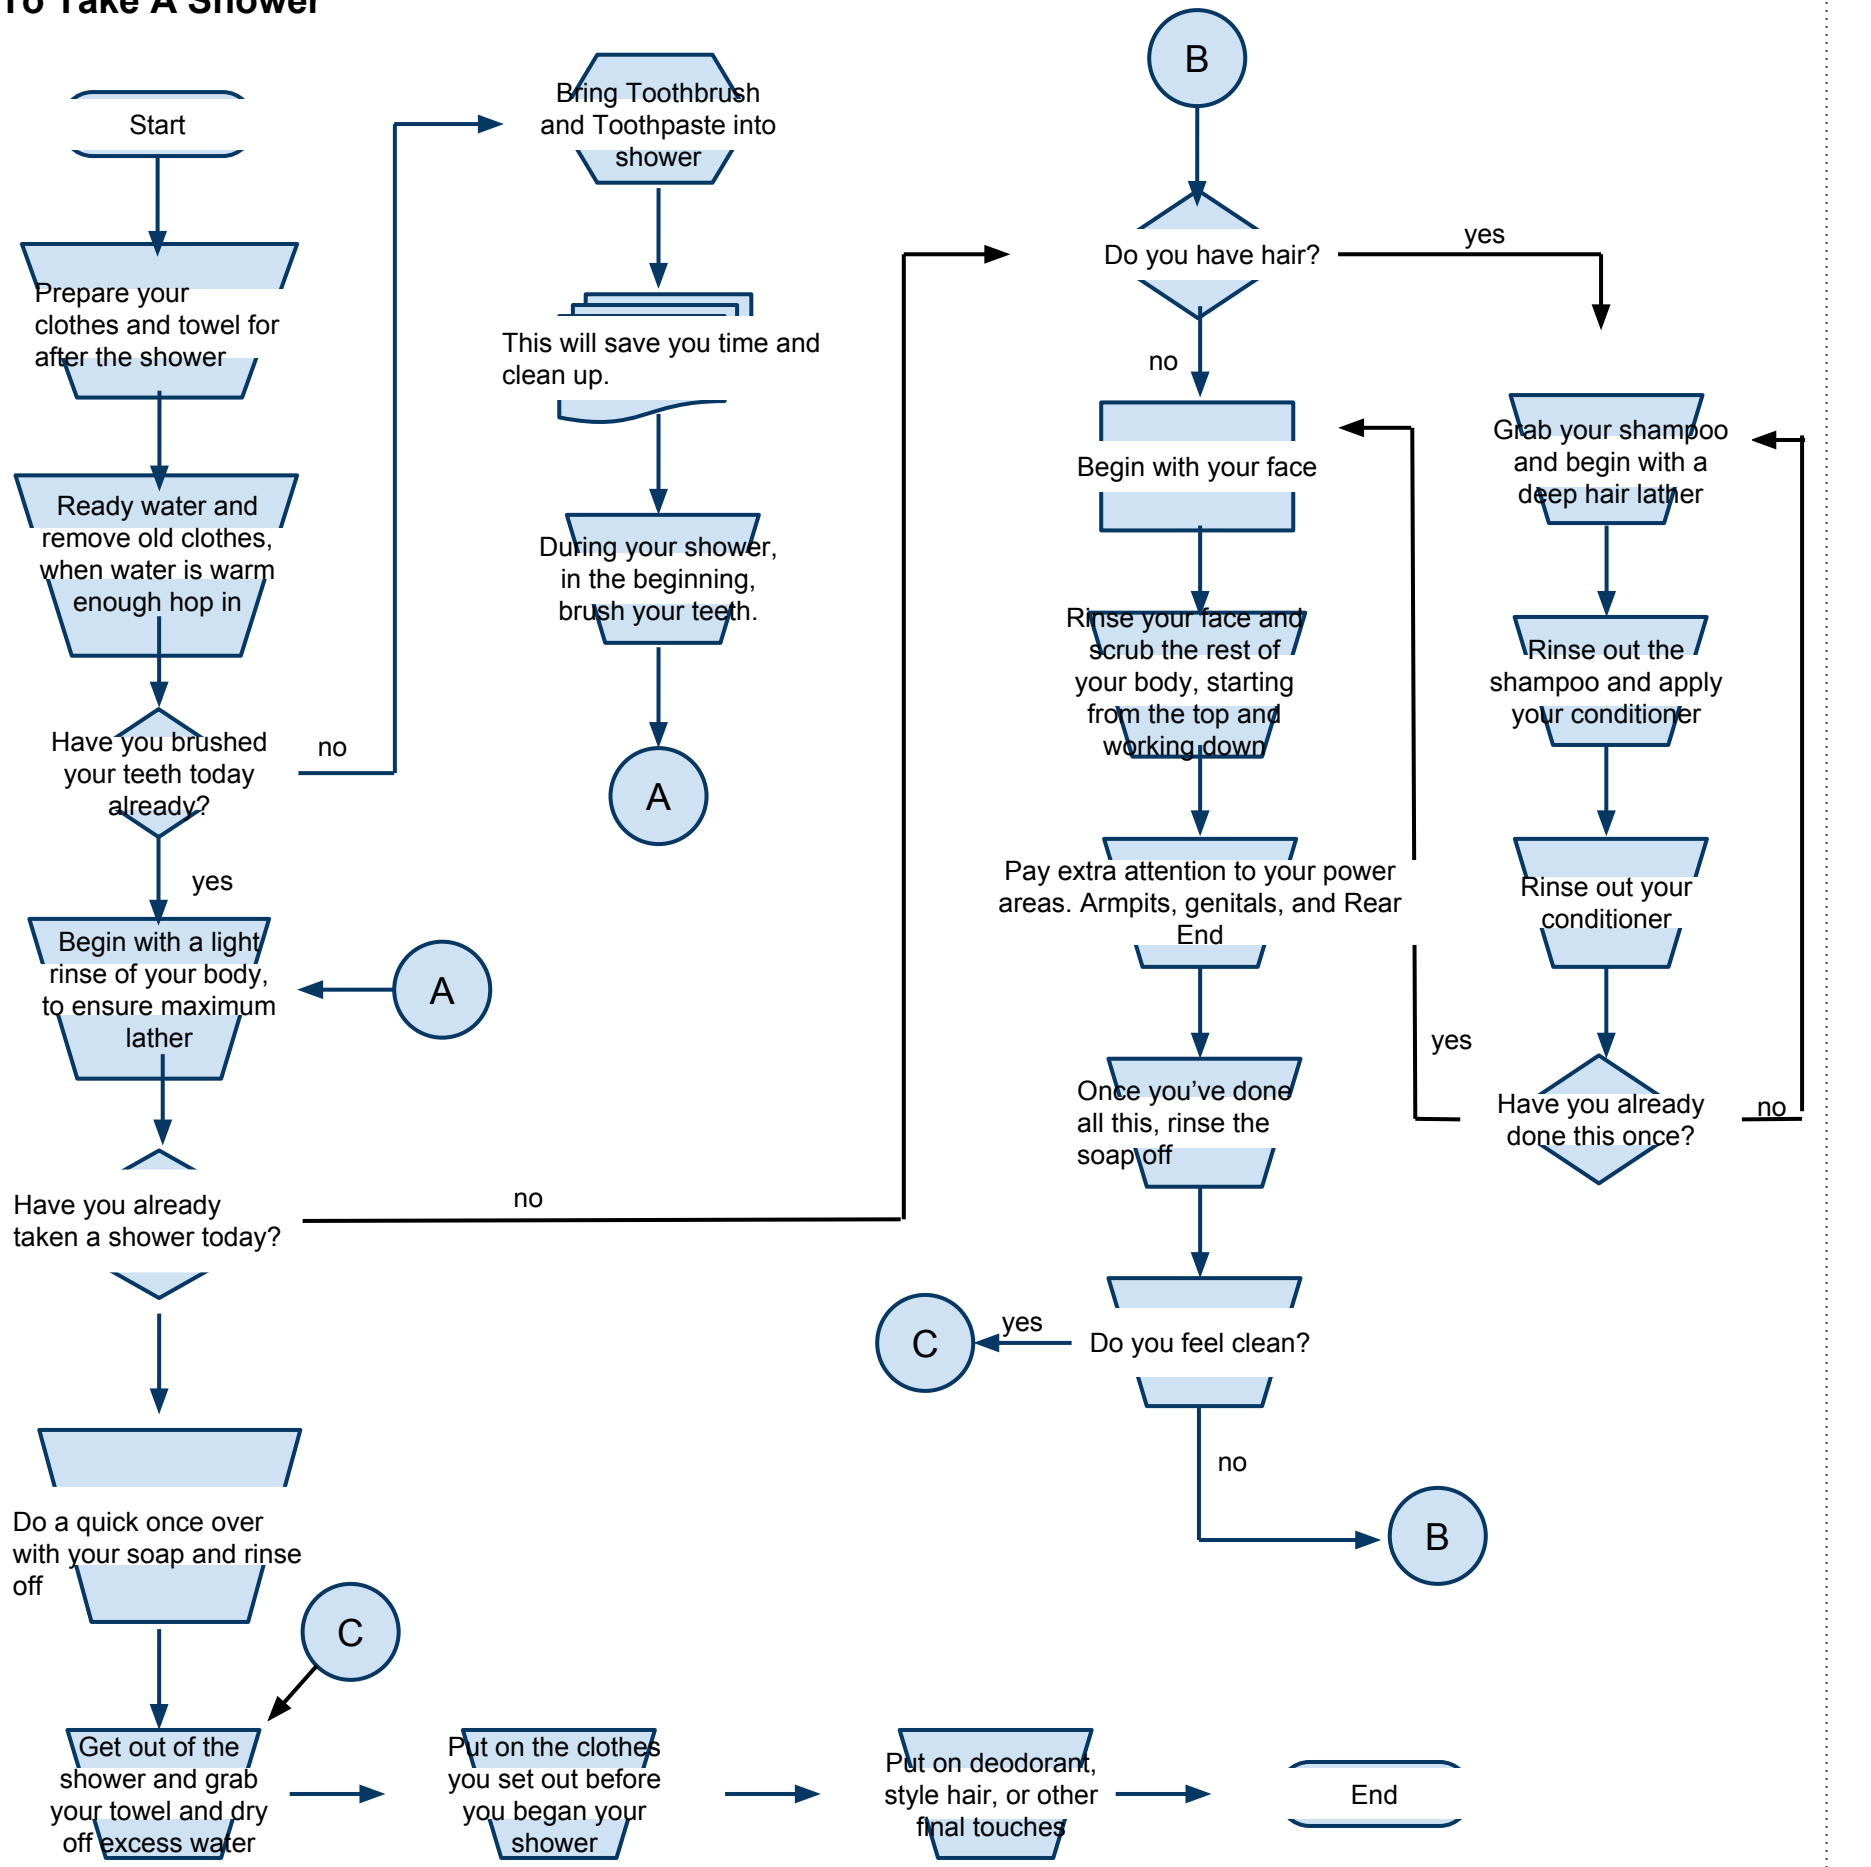 To Take A Shower
Start
Prepare your
clothes and towel for
after the shower
Ready water and
remove old clothes,
when water is warm
enough hop in
Have you brushed
your teeth today
already?
no
yes
Bring Toothbrush
and Toothpaste into
shower
This will save you time and
clean up.
During your shower,
in the beginning,
brush your teeth.
A
Begin with a light
rinse of your body,
to ensure maximum
lather
A
Have you already
taken a shower today?
no
Do a quick once over
with your soap and rinse
off
C
Get out of the
shower and grab
your towel and dry
off excess water
Put on the clothes
you set out before
you began your
shower
Put on deodorant,
style hair, or other
final touches
End
B
Do you have hair?
yes
no
Begin with your face
Rinse your face and
scrub the rest of
your body, starting
from the top and
working down
Pay extra attention to your power
areas. Armpits, genitals, and Rear
End
Once you’ve done
all this, rinse the
soap off
Do you feel clean?
yes
C
no
B
Grab your shampoo
and begin with a
deep hair lather
Rinse out the
shampoo and apply
your conditioner
Rinse out your
conditioner
Have you already
done this once?
yes
no